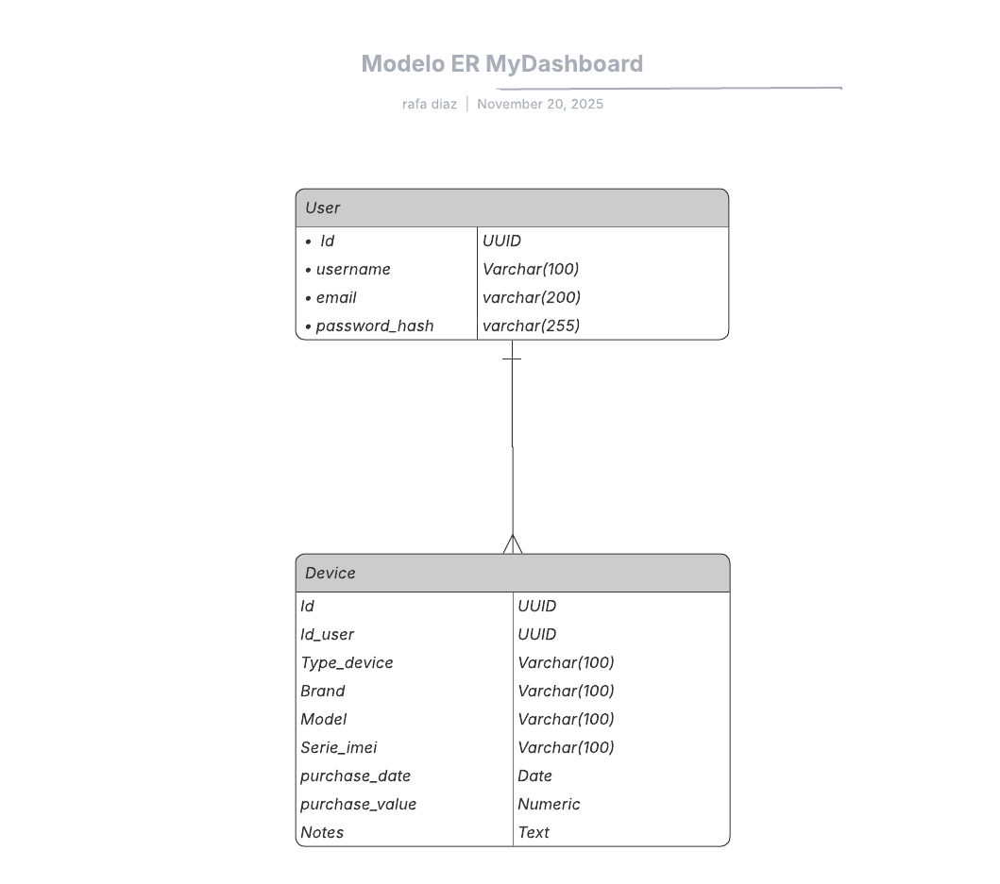 Modelo ER MyDashboard
rafa diaz | November 20, 2025
User
• Id UUID
• username Varchar(100)
• email varchar(200)
• password_hash varchar(255)
Device
Id UUID
Id_user UUID
Type_device Varchar(100)
Brand Varchar(100)
Model Varchar(100)
Serie_imei Varchar(100)
purchase_date Date
purchase_value Numeric
Notes Text